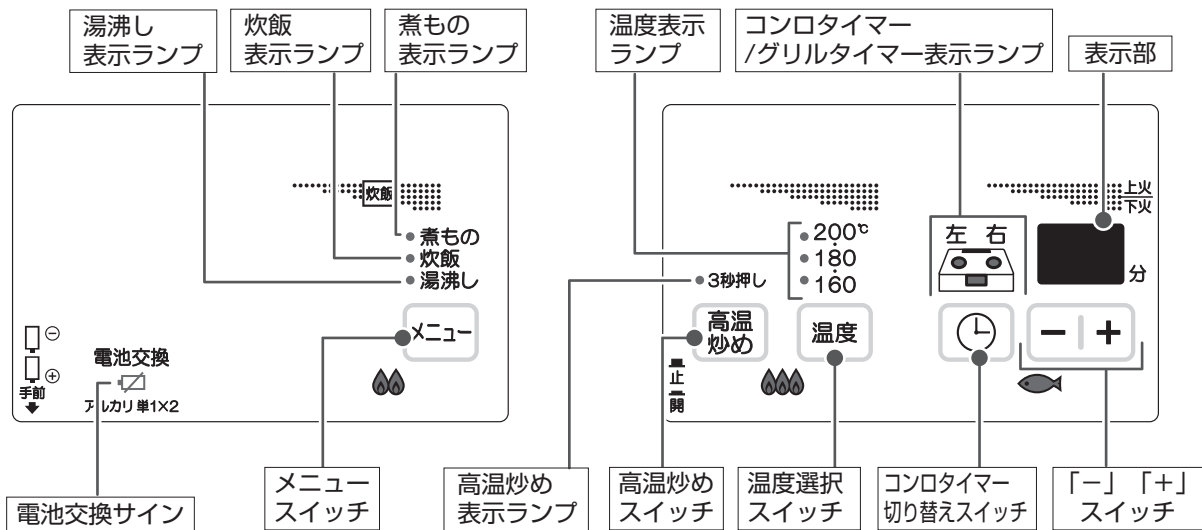 湯沸し
表示ランプ
炊飯
表示ランプ
煮もの
表示ランプ
温度表示
ランプ
コンロタイマー
/グリルタイマー表示ランプ
表示部
炊飯
煮もの
炊飯
湯沸し
メニュー
⊖
⊕
手前
電池交換
アルカリ単1×2
上火
下火
200℃
180
160
3秒押し
高温
炒め
温度
左 右
分
− +
止
開
電池交換サイン
メニュー
スイッチ
高温炒め
表示ランプ
高温炒め
スイッチ
温度選択
スイッチ
コンロタイマー
切り替えスイッチ
「−」「+」
スイッチ